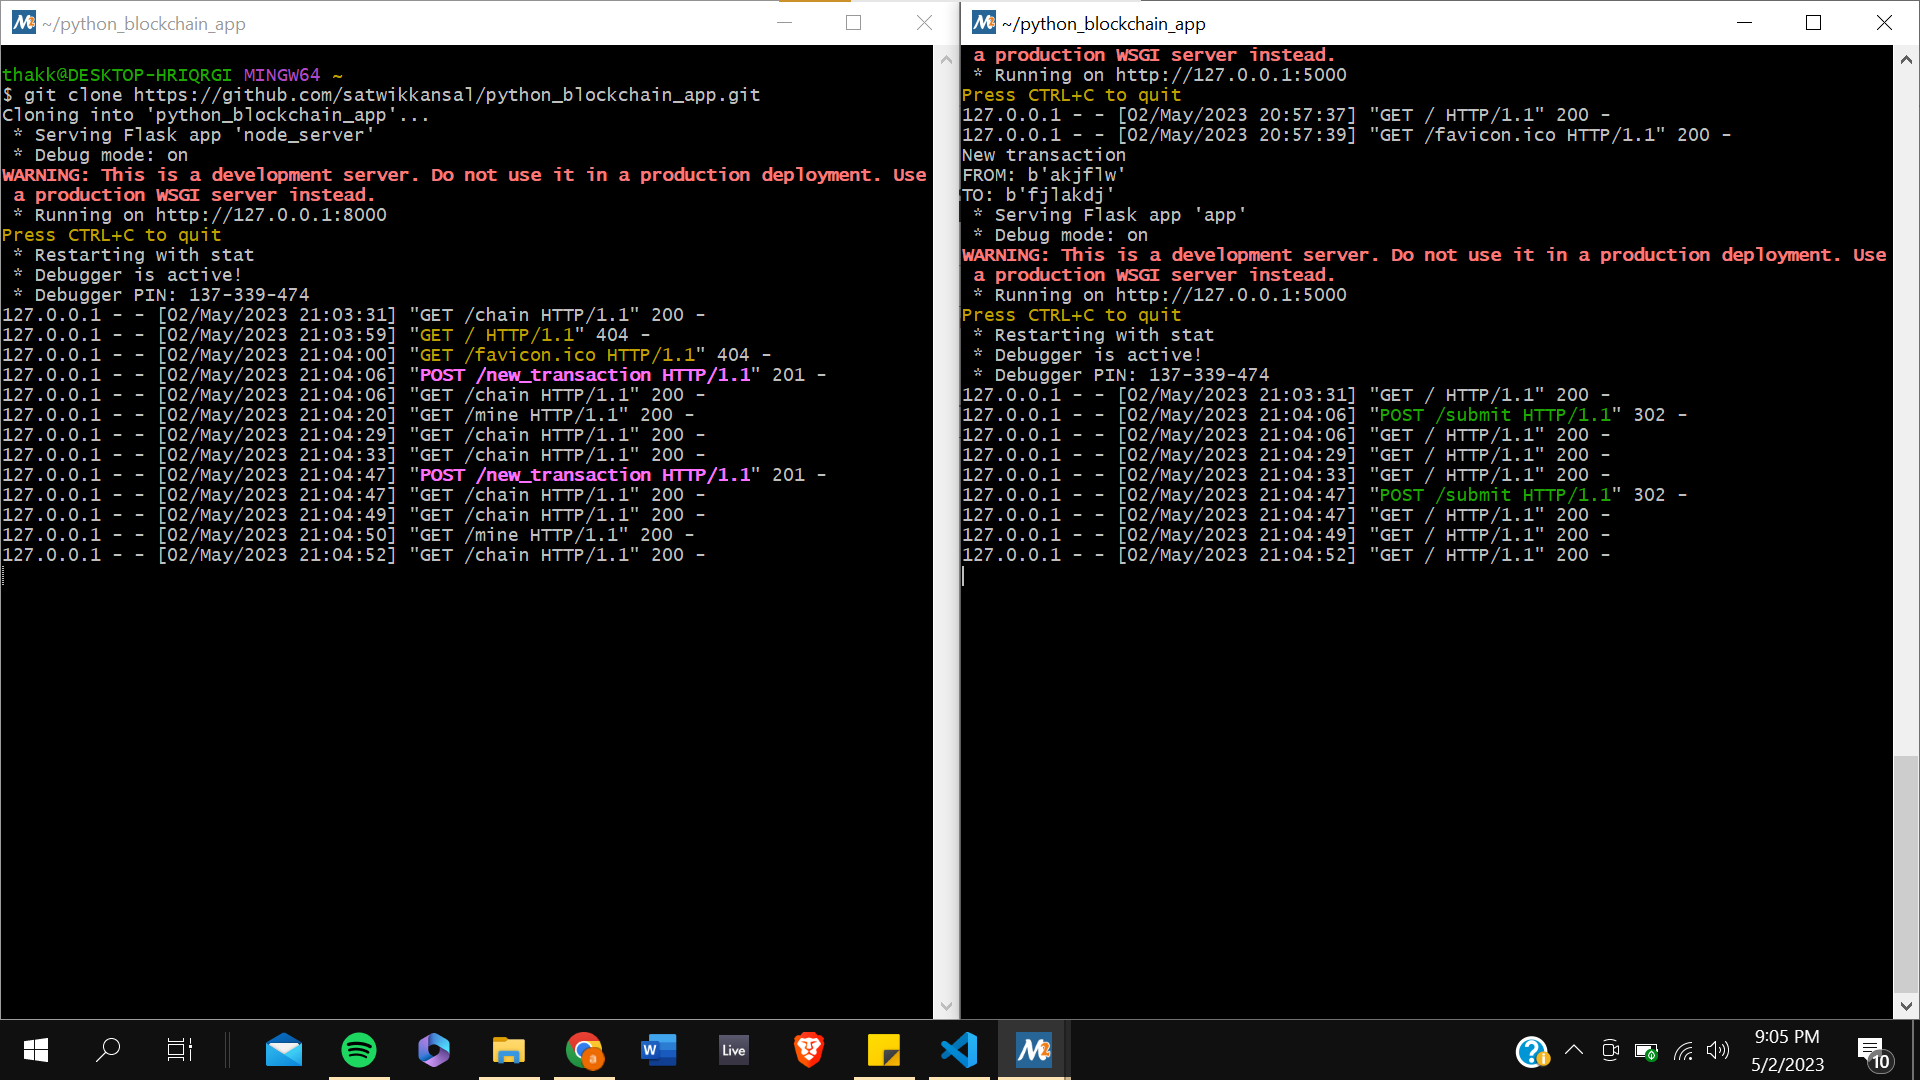 ~/python_blockchain_app
thakk@DESKTOP-HRIQRGI MINGW64 ~
$ git clone https://github.com/satwikkansal/python_blockchain_app.git
Cloning into 'python_blockchain_app'...
 * Serving Flask app 'node_server'
 * Debug mode: on
WARNING: This is a development server. Do not use it in a production deployment. Use
 a production WSGI server instead.
 * Running on http://127.0.0.1:8000
Press CTRL+C to quit
 * Restarting with stat
 * Debugger is active!
 * Debugger PIN: 137-339-474
127.0.0.1 - - [02/May/2023 21:03:31] "GET /chain HTTP/1.1" 200 -
127.0.0.1 - - [02/May/2023 21:03:59] "GET / HTTP/1.1" 404 -
127.0.0.1 - - [02/May/2023 21:04:00] "GET /favicon.ico HTTP/1.1" 404 -
127.0.0.1 - - [02/May/2023 21:04:06] "POST /new_transaction HTTP/1.1" 201 -
127.0.0.1 - - [02/May/2023 21:04:06] "GET /chain HTTP/1.1" 200 -
127.0.0.1 - - [02/May/2023 21:04:20] "GET /mine HTTP/1.1" 200 -
127.0.0.1 - - [02/May/2023 21:04:29] "GET /chain HTTP/1.1" 200 -
127.0.0.1 - - [02/May/2023 21:04:33] "GET /chain HTTP/1.1" 200 -
127.0.0.1 - - [02/May/2023 21:04:47] "POST /new_transaction HTTP/1.1" 201 -
127.0.0.1 - - [02/May/2023 21:04:47] "GET /chain HTTP/1.1" 200 -
127.0.0.1 - - [02/May/2023 21:04:49] "GET /chain HTTP/1.1" 200 -
127.0.0.1 - - [02/May/2023 21:04:50] "GET /mine HTTP/1.1" 200 -
127.0.0.1 - - [02/May/2023 21:04:52] "GET /chain HTTP/1.1" 200 -
~/python_blockchain_app
 a production WSGI server instead.
 * Running on http://127.0.0.1:5000
Press CTRL+C to quit
127.0.0.1 - - [02/May/2023 20:57:37] "GET / HTTP/1.1" 200 -
127.0.0.1 - - [02/May/2023 20:57:39] "GET /favicon.ico HTTP/1.1" 200 -
New transaction
FROM: b'akjflw'
TO: b'fjlakdj'
 * Serving Flask app 'app'
 * Debug mode: on
WARNING: This is a development server. Do not use it in a production deployment. Use
 a production WSGI server instead.
 * Running on http://127.0.0.1:5000
Press CTRL+C to quit
 * Restarting with stat
 * Debugger is active!
 * Debugger PIN: 137-339-474
127.0.0.1 - - [02/May/2023 21:03:31] "GET / HTTP/1.1" 200 -
127.0.0.1 - - [02/May/2023 21:04:06] "POST /submit HTTP/1.1" 302 -
127.0.0.1 - - [02/May/2023 21:04:06] "GET / HTTP/1.1" 200 -
127.0.0.1 - - [02/May/2023 21:04:29] "GET / HTTP/1.1" 200 -
127.0.0.1 - - [02/May/2023 21:04:33] "GET / HTTP/1.1" 200 -
127.0.0.1 - - [02/May/2023 21:04:47] "POST /submit HTTP/1.1" 302 -
127.0.0.1 - - [02/May/2023 21:04:47] "GET / HTTP/1.1" 200 -
127.0.0.1 - - [02/May/2023 21:04:49] "GET / HTTP/1.1" 200 -
127.0.0.1 - - [02/May/2023 21:04:52] "GET / HTTP/1.1" 200 -
Live
9:05 PM
5/2/2023
10